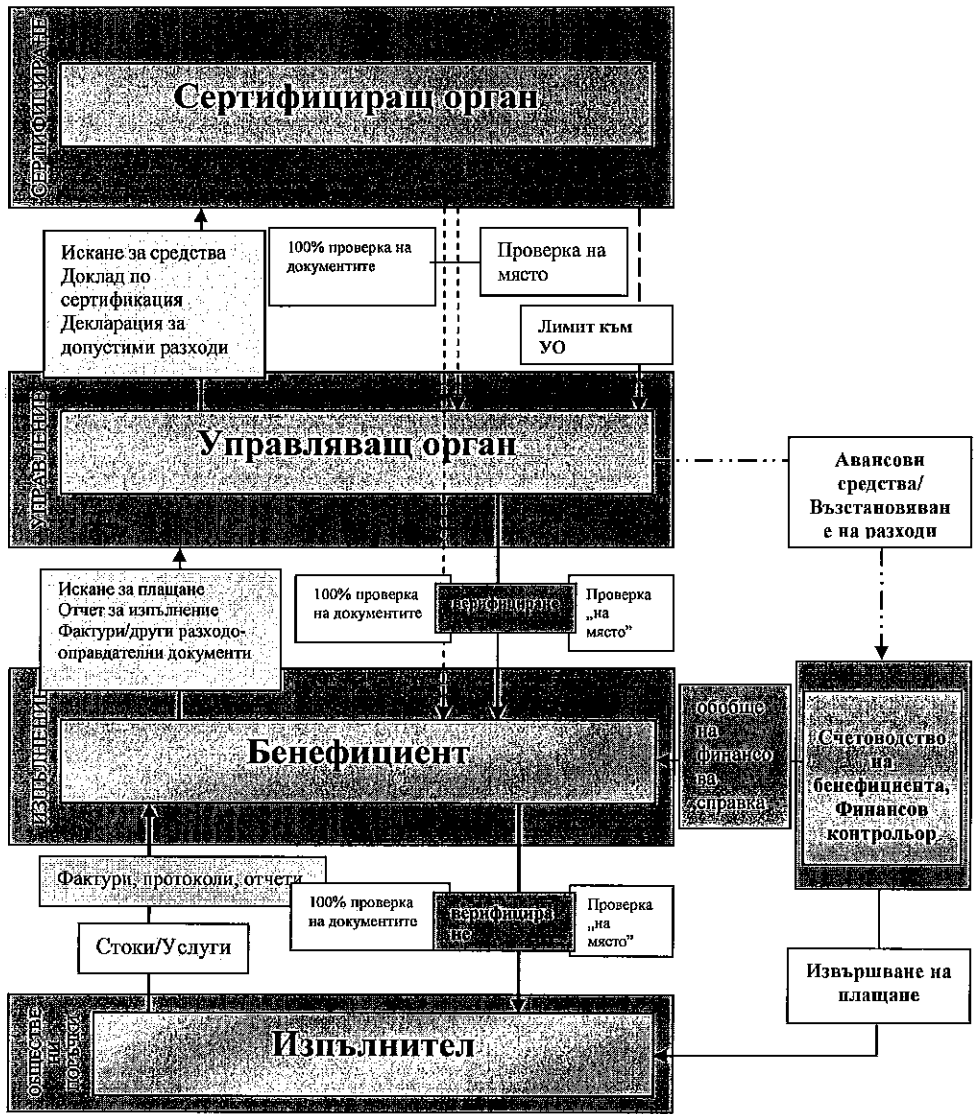 СЕРТИФИЦИРАНЕ
Сертифициращ орган
Искане за средства
Доклад по
сертификация
Декларация за
допустими разходи
100% проверка на
документите
Проверка на
място
Лимит към
УО
УПРАВЛЕНИЕ
Управляващ орган
Авансови
средства/
Възстановяван
е на разходи
Искане за плащане
Отчет за изпълнение
Фактури/други разходо-
оправдателни документи
100% проверка
на документите
верифициране
Проверка
„на
място”
ИЗПЪЛНЕНИЕ
Бенефициент
обобще
на
финансо
ва
справка
Счетоводство
на
бенефициента,
Финансов
контрольор
Фактури, протоколи, отчети
100% проверка
на документите
верифицира
не
Проверка
„на
място”
Стоки/Услуги
Извършване на
плащане
ОБЩЕСТВЕ
НИ
ПОРЪЧКИ
Изпълнител